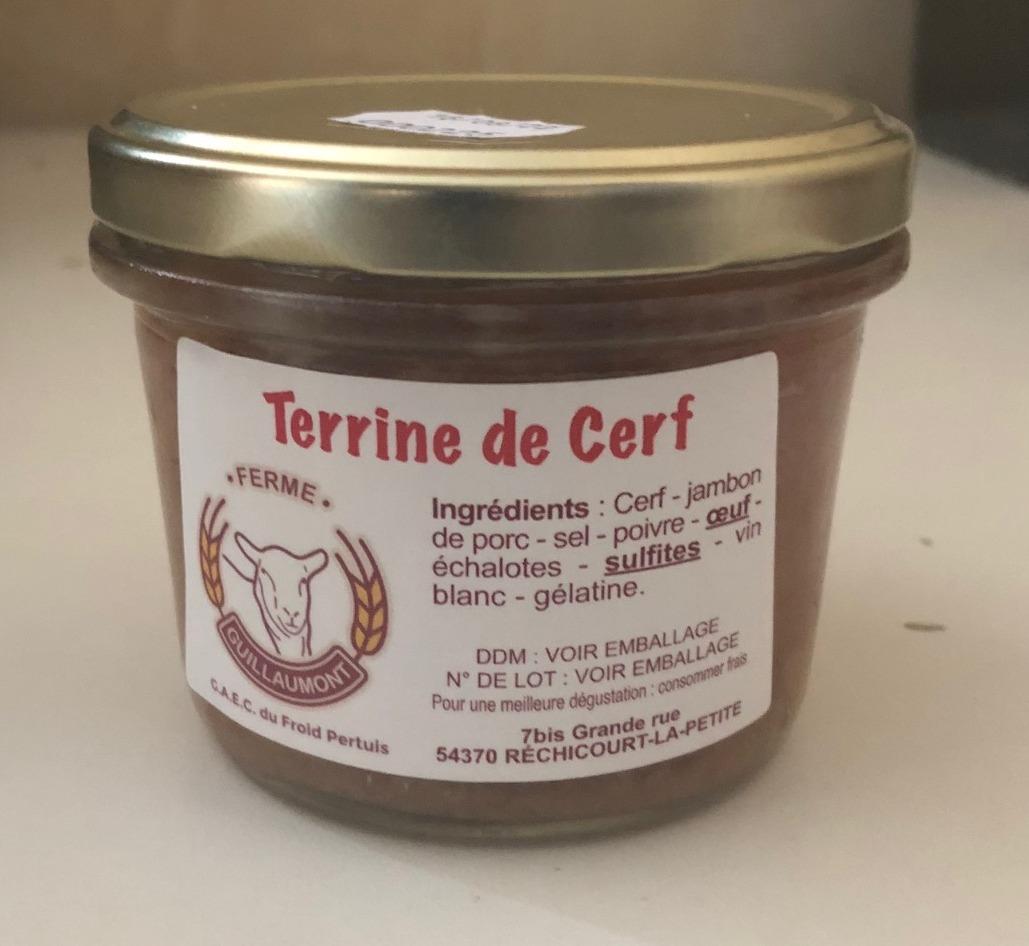 Terrine de Cerf
• FERME •
GUILLAUMONT
G.A.E.C. du Froid Pertuis
Ingrédients : Cerf - jambon
de porc - sel - poivre - œuf -
échalotes - sulfites - vin
blanc - gélatine.
DDM : VOIR EMBALLAGE
N° DE LOT : VOIR EMBALLAGE
Pour une meilleure dégustation : consommer frais
7bis Grande rue
54370 RÉCHICOURT-LA-PETITE